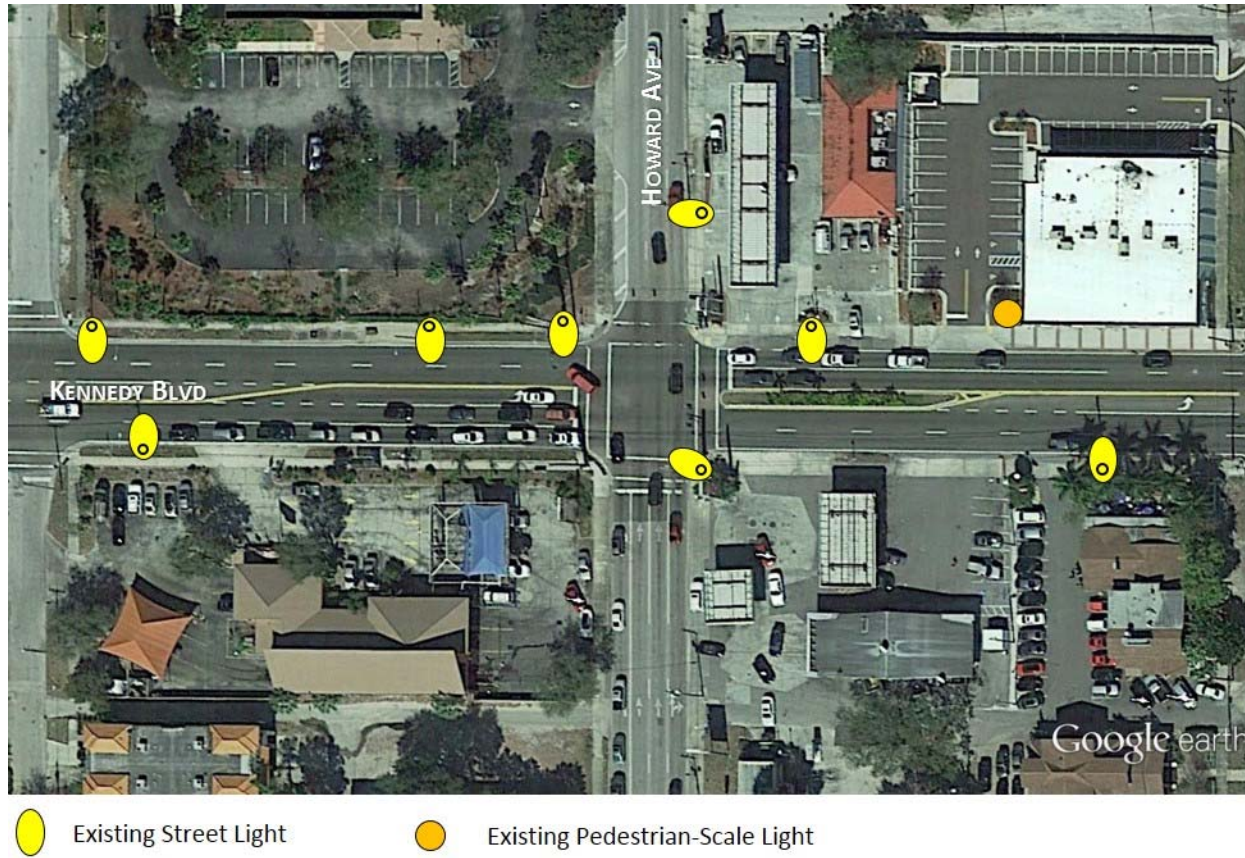 HOWARD AVE
KENNEDY BLVD
Google earth
Existing Street Light
Existing Pedestrian-Scale Light